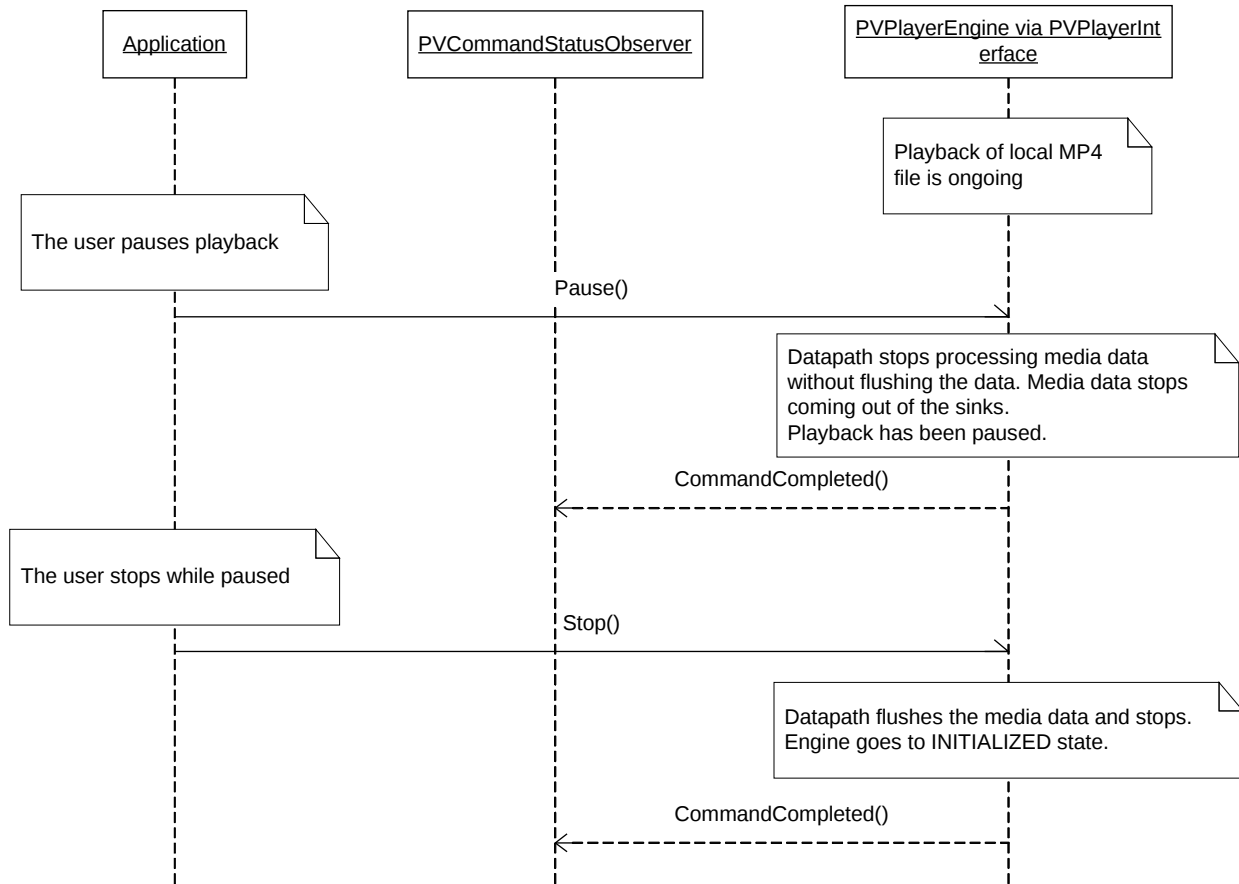 Application
PVCommandStatusObserver
PVPlayerEngine via PVPlayerInt
erface
Playback of local MP4
file is ongoing
The user pauses playback
Pause()
Datapath stops processing media data
without flushing the data. Media data stops
coming out of the sinks.
Playback has been paused.
CommandCompleted()
The user stops while paused
Stop()
Datapath flushes the media data and stops.
Engine goes to INITIALIZED state.
CommandCompleted()